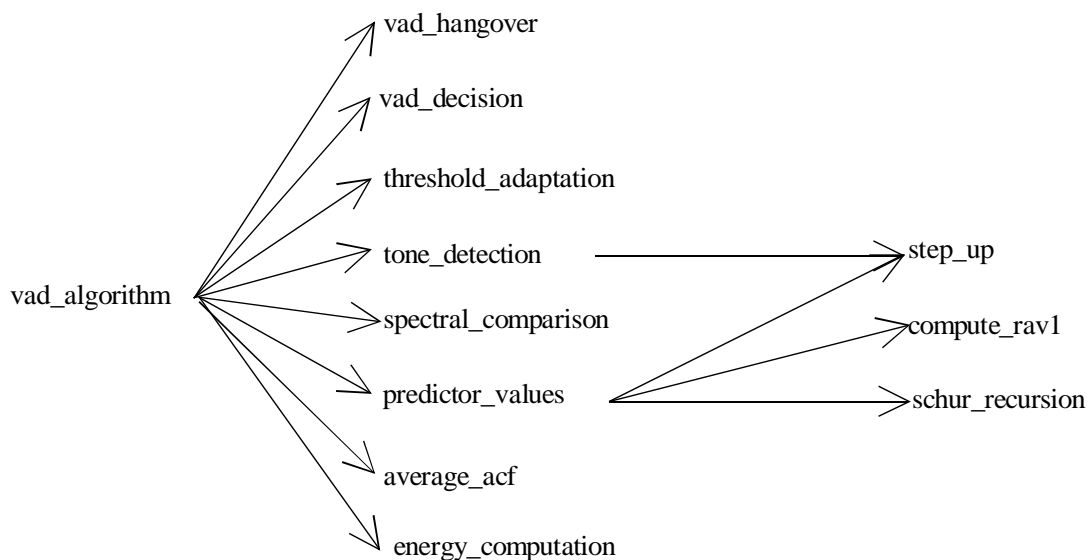 vad_hangover
vad_decision
threshold_adaptation
tone_detection
step_up
vad_algorithm
spectral_comparison
compute_rav1
predictor_values
schur_recursion
average_acf
energy_computation